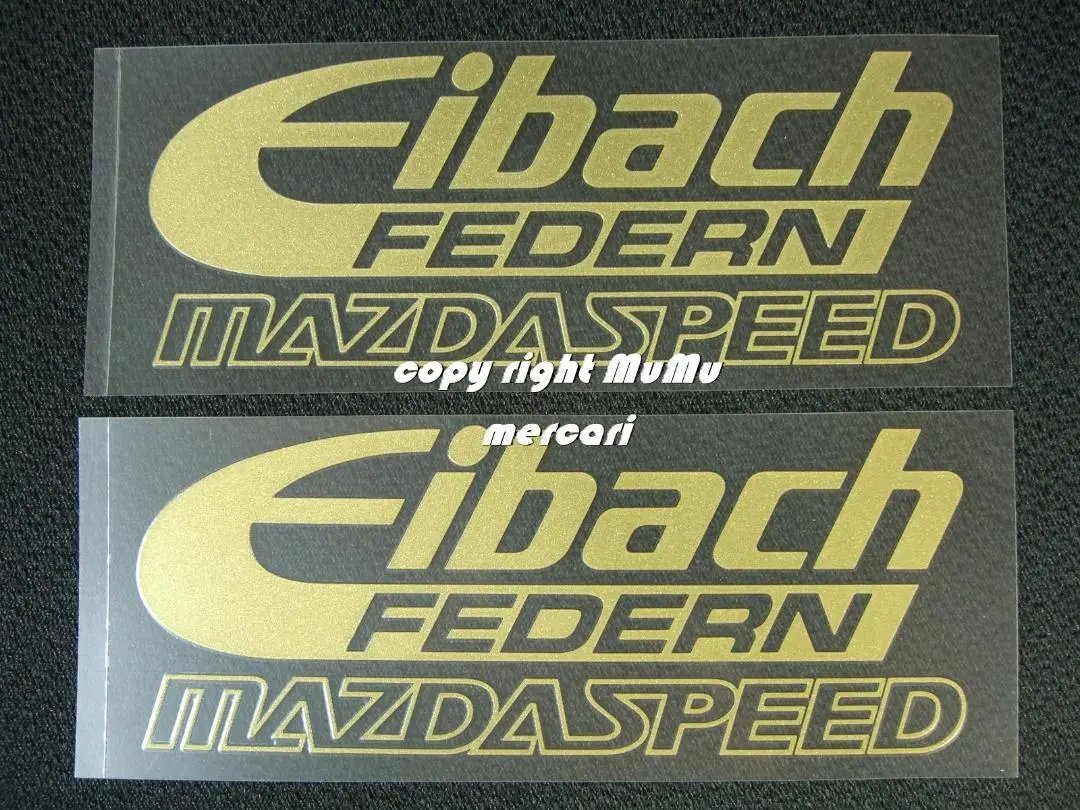 Eibach
FEDERN
MAZDASPEED
copy right MuMu
mercari
Eibach
FEDERN
MAZDASPEED